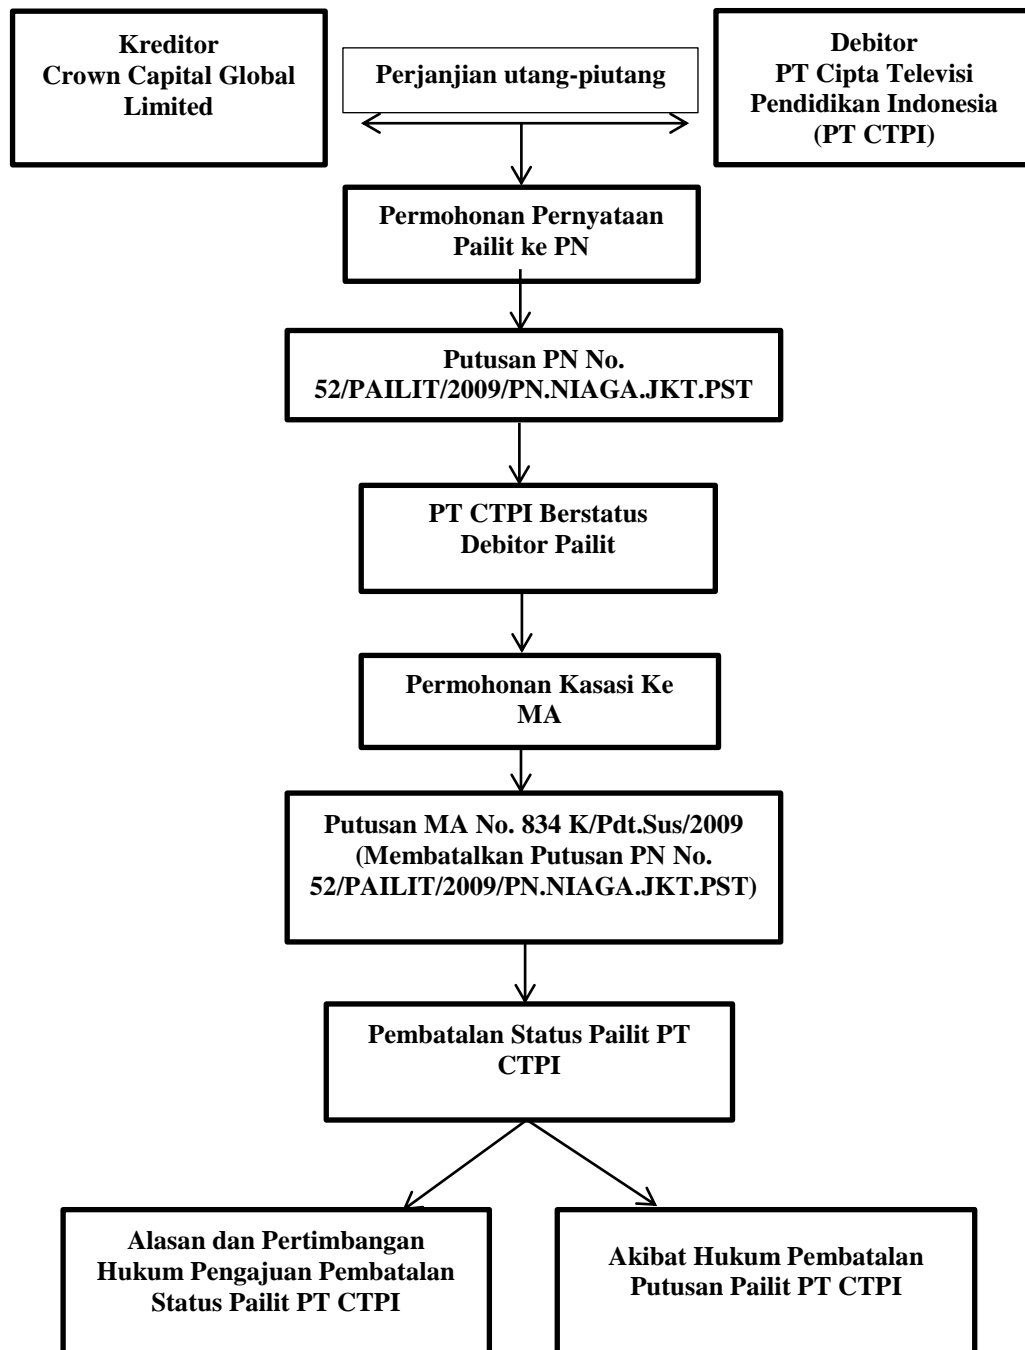 Kreditor
Crown Capital Global
Limited
Perjanjian utang-piutang
Debitor
PT Cipta Televisi
Pendidikan Indonesia
(PT CTPI)
Permohonan Pernyataan
Pailit ke PN
Putusan PN No.
52/PAILIT/2009/PN.NIAGA.JKT.PST
PT CTPI Berstatus
Debitor Pailit
Permohonan Kasasi Ke
MA
Putusan MA No. 834 K/Pdt.Sus/2009
(Membatalkan Putusan PN No.
52/PAILIT/2009/PN.NIAGA.JKT.PST)
Pembatalan Status Pailit PT
CTPI
Alasan dan Pertimbangan
Hukum Pengajuan Pembatalan
Status Pailit PT CTPI
Akibat Hukum Pembatalan
Putusan Pailit PT CTPI